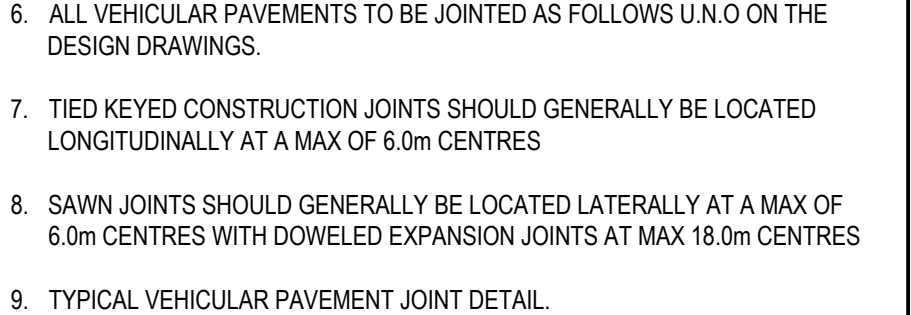 6. ALL VEHICULAR PAVEMENTS TO BE JOINTED AS FOLLOWS U.N.O ON THE
DESIGN DRAWINGS.
7. TIED KEYED CONSTRUCTION JOINTS SHOULD GENERALLY BE LOCATED
LONGITUDINALLY AT A MAX OF 6.0m CENTRES
8. SAWN JOINTS SHOULD GENERALLY BE LOCATED LATERALLY AT A MAX OF
6.0m CENTRES WITH DOWELED EXPANSION JOINTS AT MAX 18.0m CENTRES
9. TYPICAL VEHICULAR PAVEMENT JOINT DETAIL.